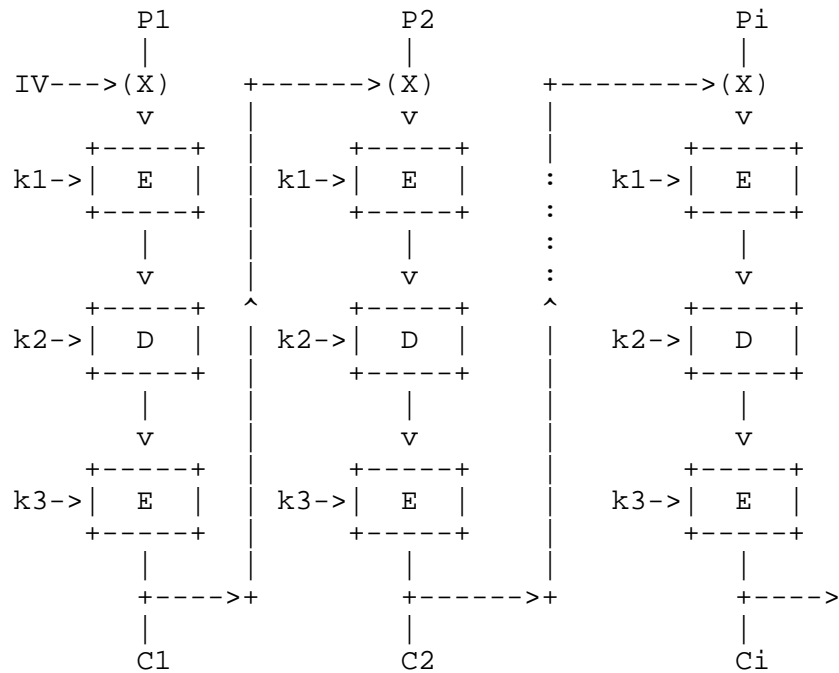 P1                P2                    Pi
          |                 |                     |
 IV--->(X)     +------>(X)       +-------->(X)
          v      |         v        |            v
       +-----+   |      +-----+     |         +-----+
  k1->|  E  |   |  k1->|  E  |     :     k1->|  E  |
       +-----+   |      +-----+     :         +-----+
          |      |         |        :            |
          v      |         v        :            v
       +-----+   ^      +-----+     ^         +-----+
  k2->|  D  |   |  k2->|  D  |     |     k2->|  D  |
       +-----+   |      +-----+     |         +-----+
          |      |         |        |            |
          v      |         v        |            v
       +-----+   |      +-----+     |         +-----+
  k3->|  E  |   |  k3->|  E  |     |     k3->|  E  |
       +-----+   |      +-----+     |         +-----+
          |      |         |        |            |
          +---->+         +------>+            +---->
          |                |                     |
         C1               C2                    Ci